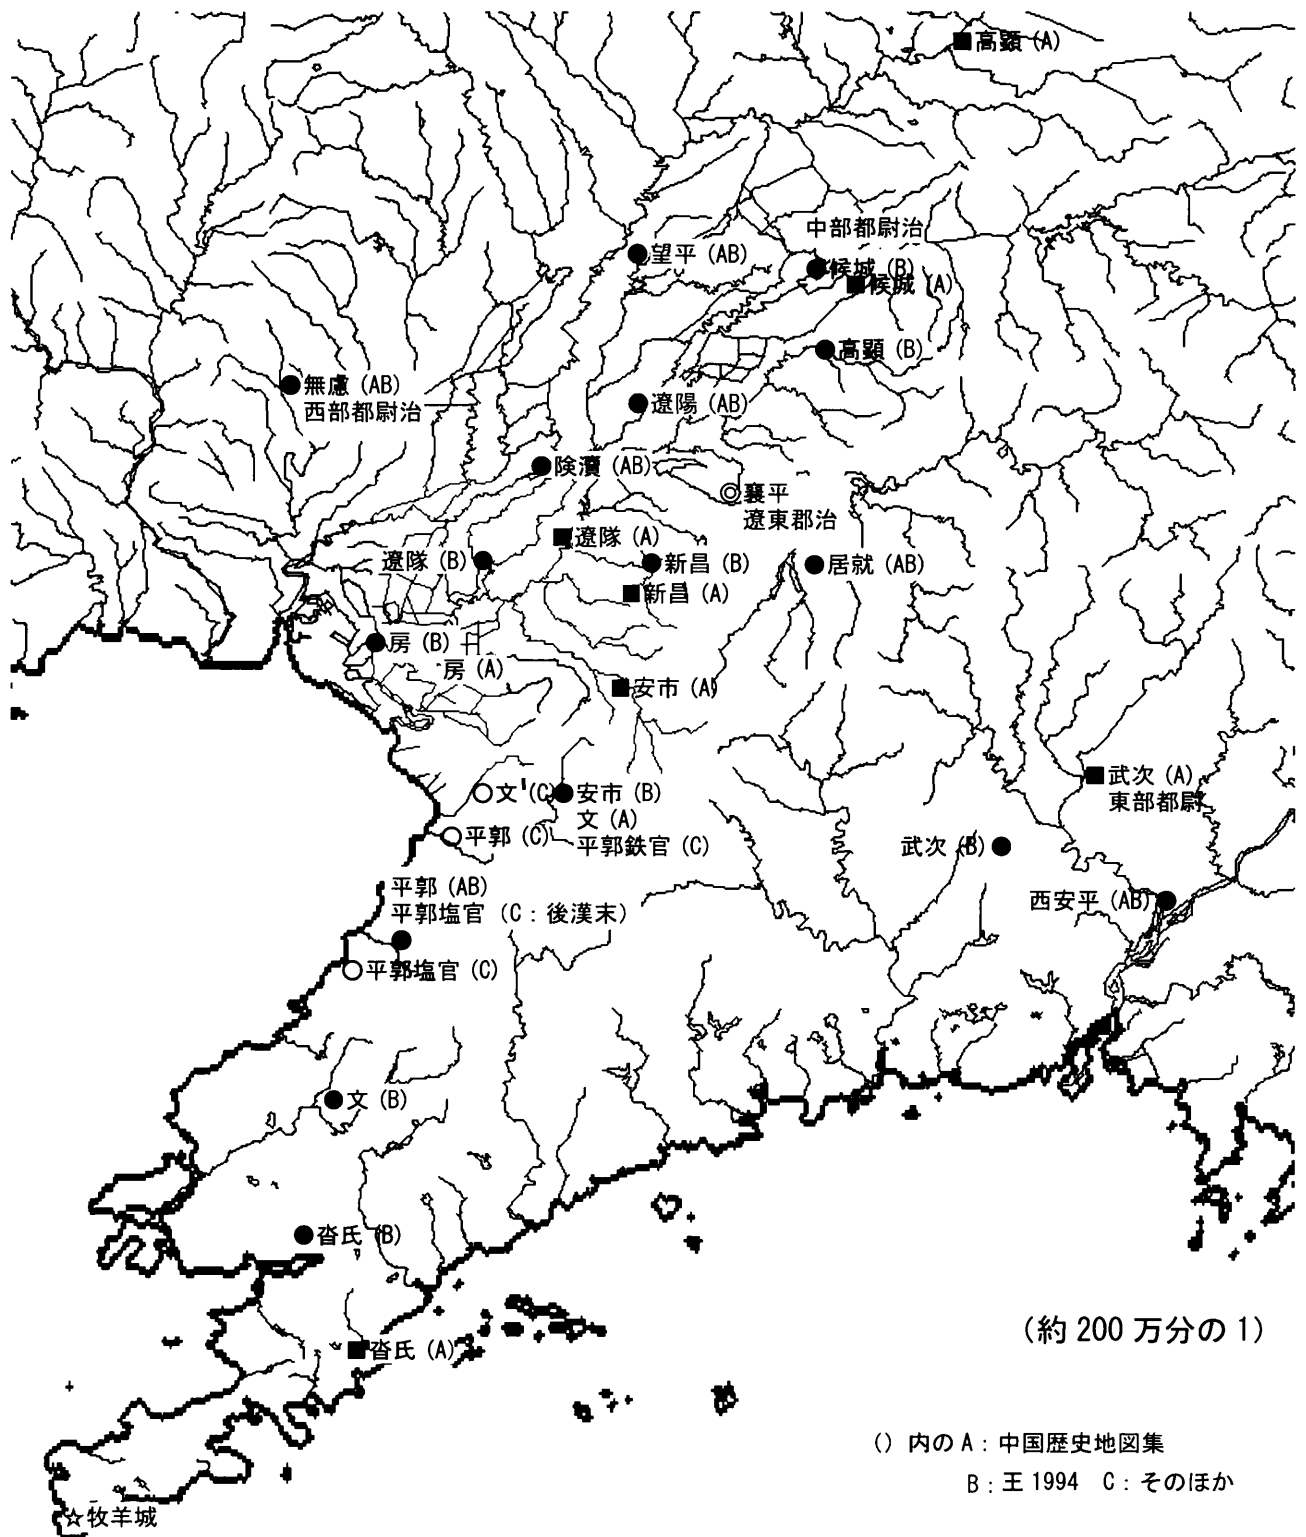 高顕 (A)
中部都尉治
望平 (AB)
候城 (B)
候城 (A)
高顕 (B)
無慮 (AB)
西部都尉治
遼陽 (AB)
険瀆 (AB)
襄平
遼東郡治
遼隊 (A)
遼隊 (B)
新昌 (B)
居就 (AB)
新昌 (A)
房 (B)
房 (A)
安市 (A)
武次 (A)
東部都尉
文 (C)
安市 (B)
文 (A)
平郭 (C)
平郭鉄官 (C)
武次 (B)
平郭 (AB)
平郭塩官 (C:後漢末)
西安平 (AB)
平郭塩官 (C)
文 (B)
沓氏 (B)
(約 200 万分の 1)
沓氏 (A)
() 内の A : 中国歴史地図集
B : 王 1994 C : そのほか
☆牧羊城